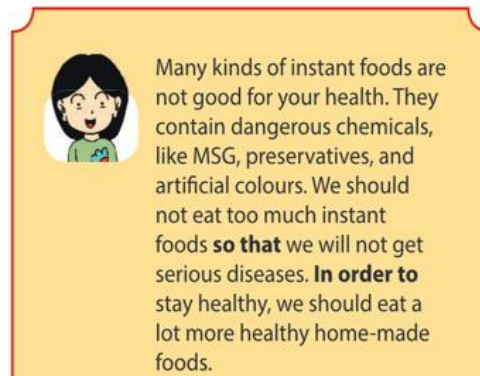 Many kinds of instant foods are
not good for your health. They
contain dangerous chemicals,
like MSG, preservatives, and
artificial colours. We should
not eat too much instant
foods so that we will not get
serious diseases. In order to
stay healthy, we should eat a
lot more healthy home-made
foods.